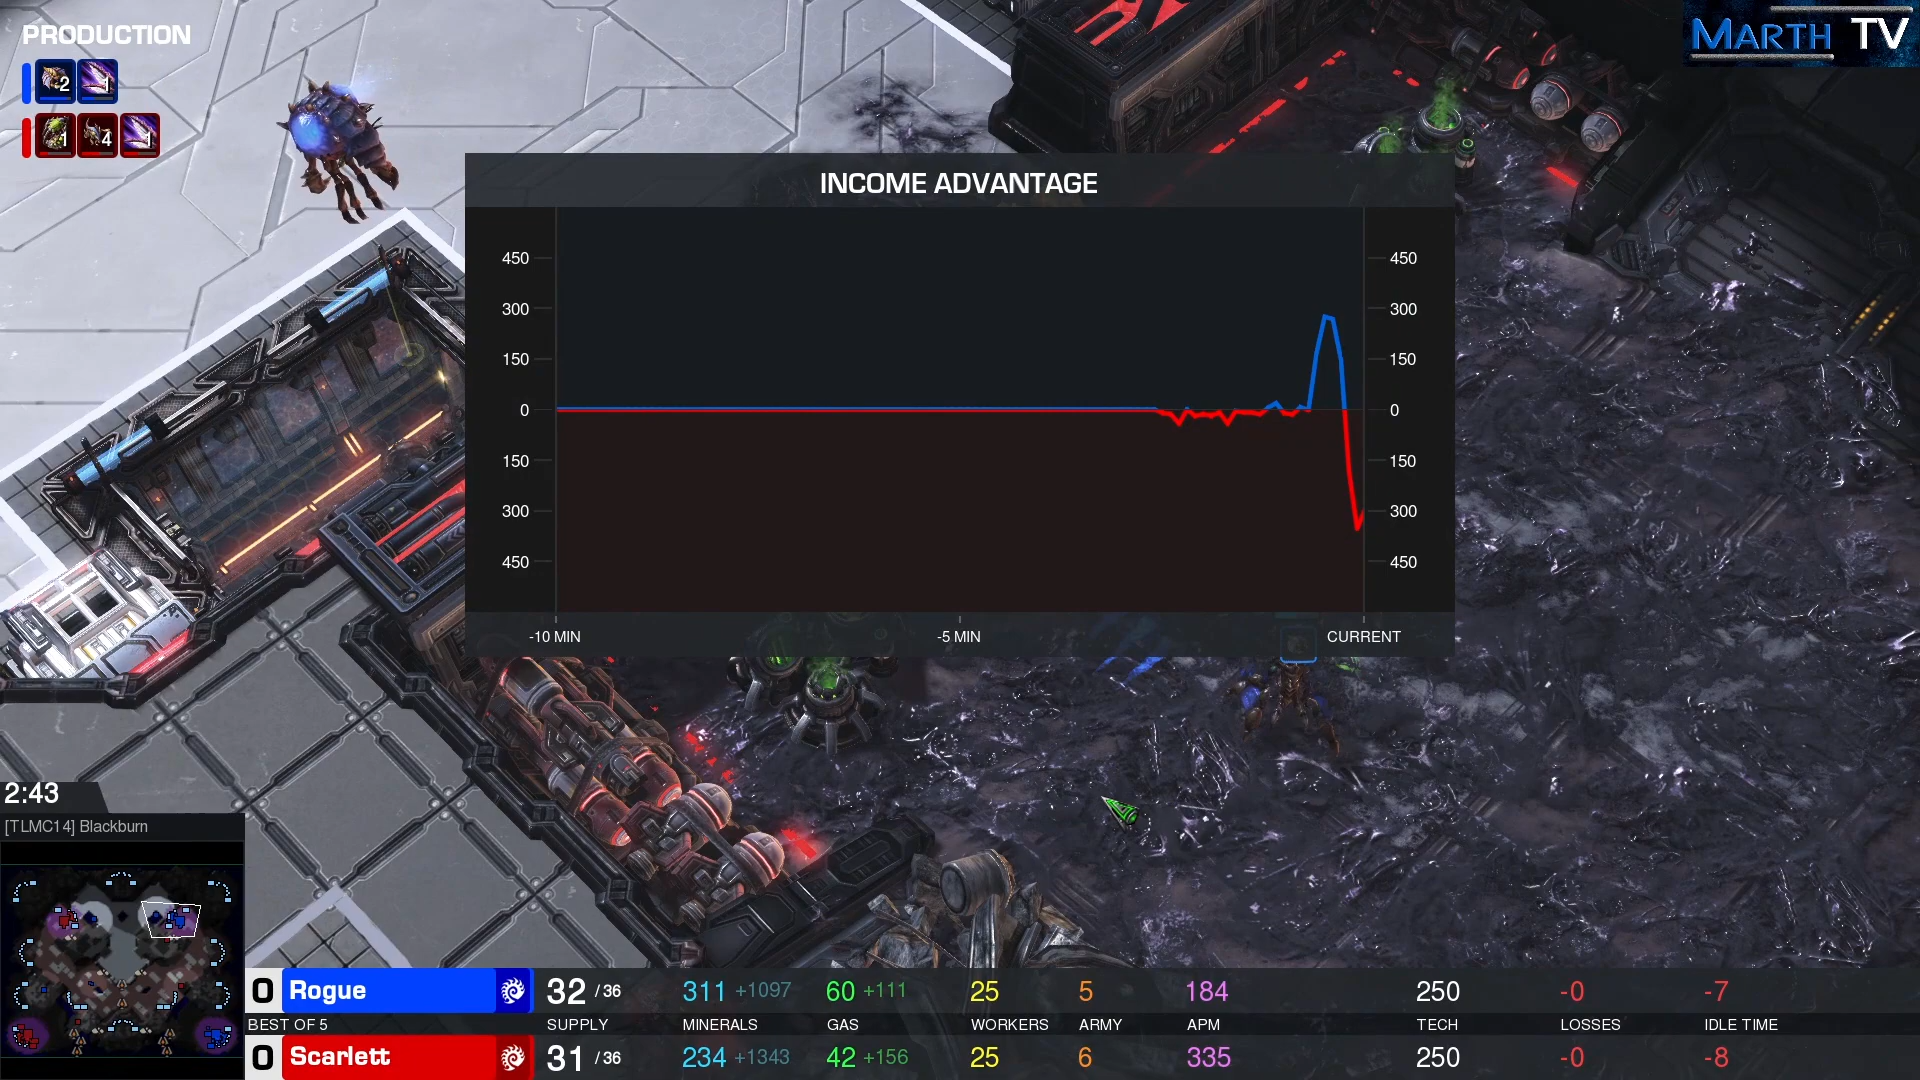 PRODUCTION
2 1
1 4 1
MARTH TV
INCOME ADVANTAGE
450 450
300 300
150 150
0 0
150 150
300 300
450 450
-10 MIN -5 MIN CURRENT
2:43
[TLMC14] Blackburn
0 Rogue 32 /36 311 +1097 60 +111 25 5 184 250 -0 -7
BEST OF 5 SUPPLY MINERALS GAS WORKERS ARMY APM TECH LOSSES IDLE TIME
0 Scarlett 31 /36 234 +1343 42 +156 25 6 335 250 -0 -8